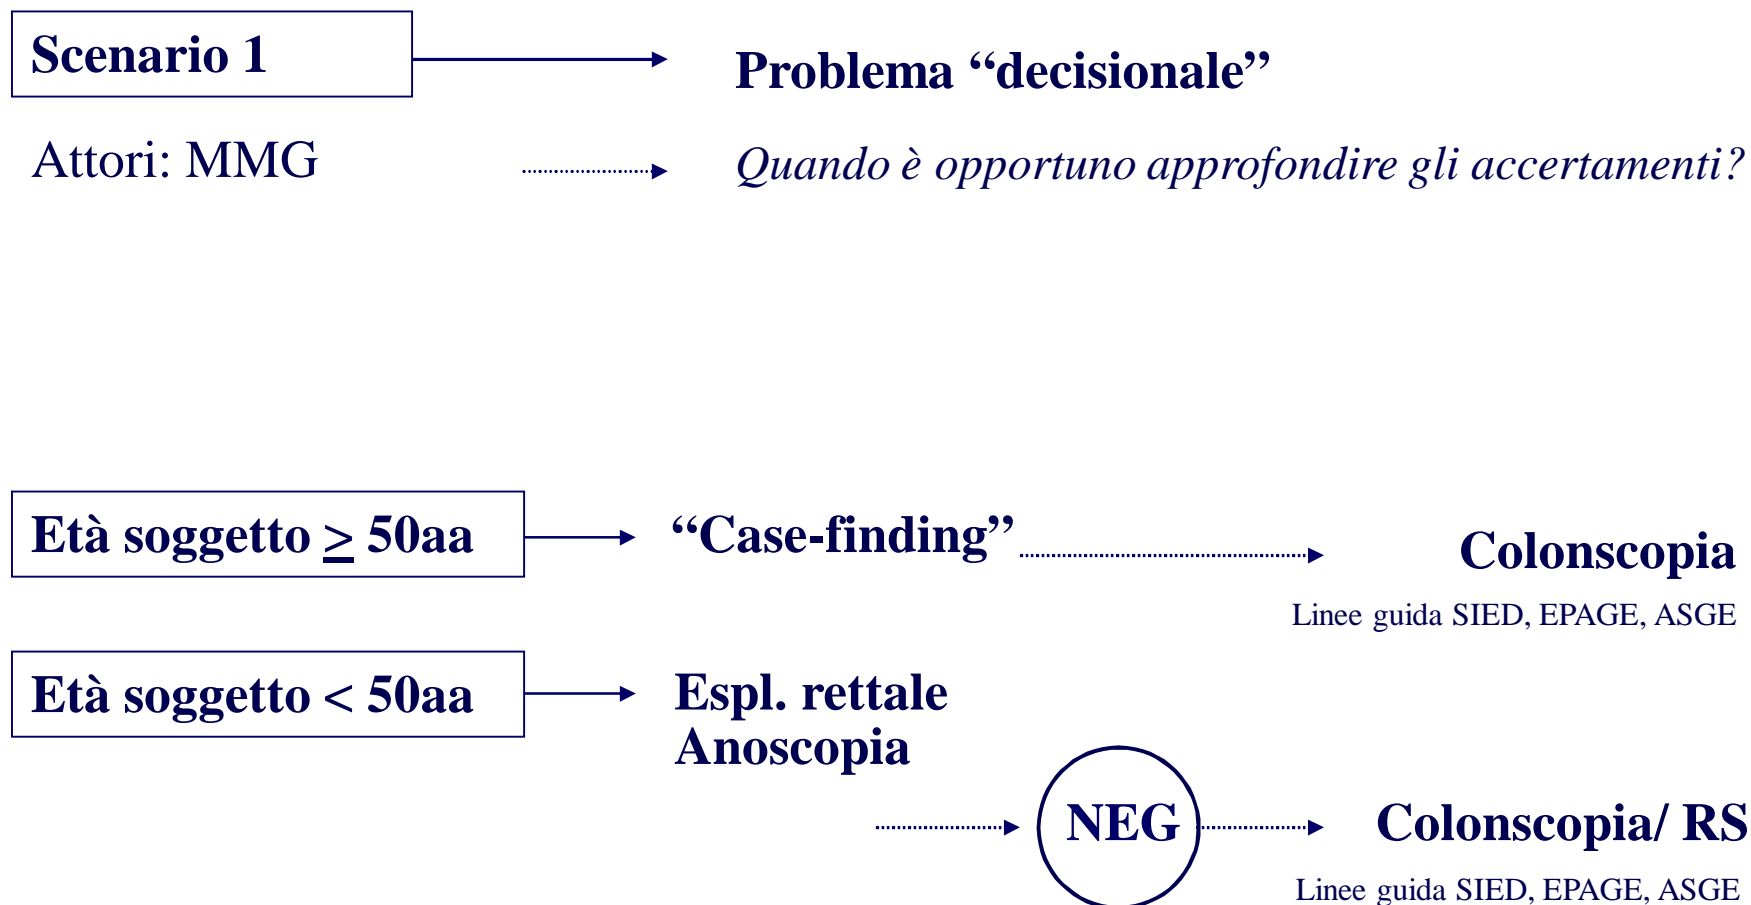 Scenario 1
Problema “decisionale”
Attori: MMG
Quando è opportuno approfondire gli accertamenti?
Età soggetto ≥ 50aa
“Case-finding”
Colonscopia
Linee guida SIED, EPAGE, ASGE
Età soggetto < 50aa
Espl. rettale
Anoscopia
NEG
Colonscopia/ RS
Linee guida SIED, EPAGE, ASGE